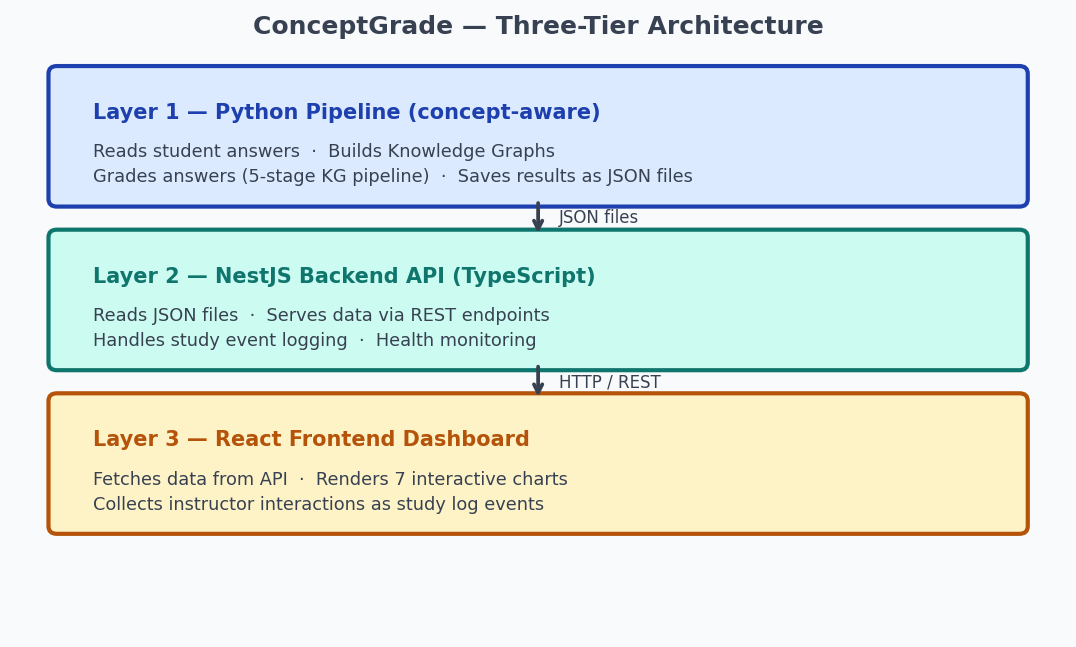 ConceptGrade — Three-Tier Architecture
Layer 1 — Python Pipeline (concept-aware)
Reads student answers · Builds Knowledge Graphs
Grades answers (5-stage KG pipeline) · Saves results as JSON files
JSON files
Layer 2 — NestJS Backend API (TypeScript)
Reads JSON files · Serves data via REST endpoints
Handles study event logging · Health monitoring
HTTP / REST
Layer 3 — React Frontend Dashboard
Fetches data from API · Renders 7 interactive charts
Collects instructor interactions as study log events